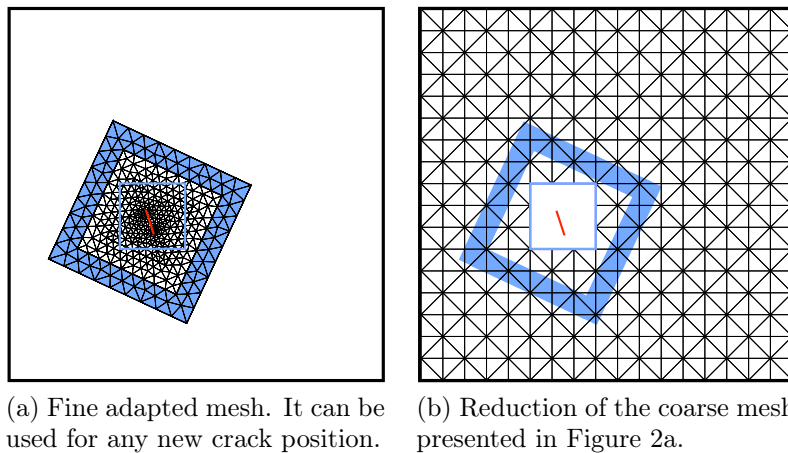 (a) Fine adapted mesh. It can be
used for any new crack position.
(b) Reduction of the coarse mesh
presented in Figure 2a.